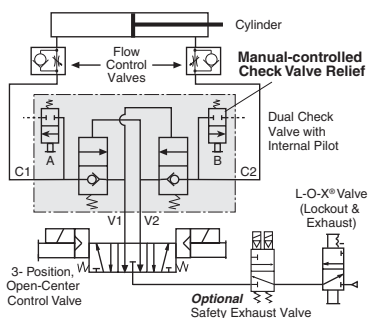 Cylinder
Flow
Control
Valves
Manual-controlled
Check Valve Relief
Dual Check
Valve with
Internal Pilot
A
B
C1
C2
V1
V2
L-O-X® Valve
(Lockout &
Exhaust)
3- Position,
Open-Center
Control Valve
Optional
Safety Exhaust Valve